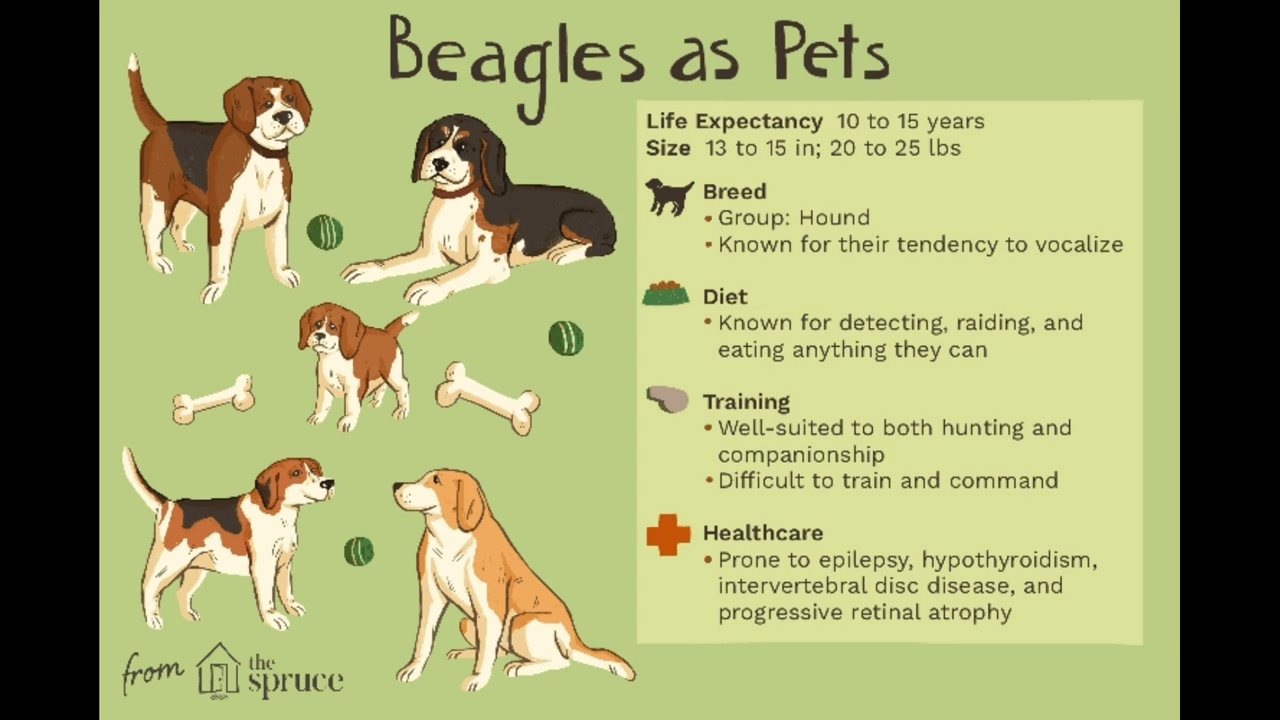 Beagles as Pets
Life Expectancy 10 to 15 years
Size 13 to 15 in; 20 to 25 lbs
Breed
• Group: Hound
• Known for their tendency to vocalize
Diet
• Known for detecting, raiding, and
eating anything they can
Training
• Well-suited to both hunting and
companionship
• Difficult to train and command
Healthcare
• Prone to epilepsy, hypothyroidism,
intervertebral disc disease, and
progressive retinal atrophy
from the
spruce